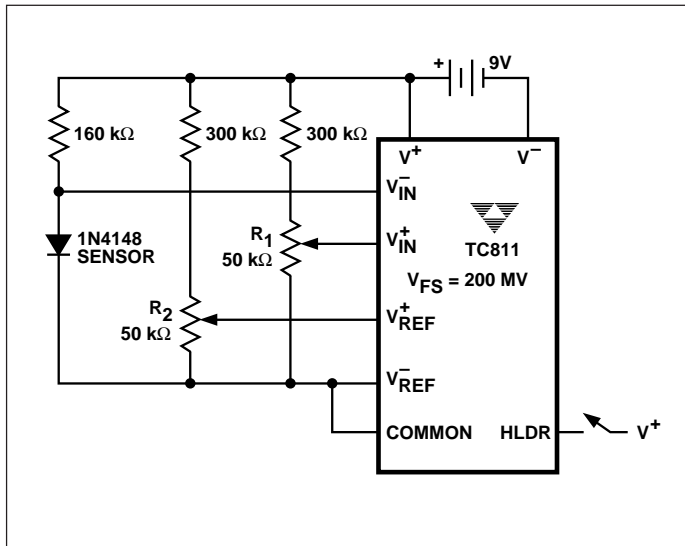 +
9V
160 kΩ
300 kΩ
300 kΩ
V+
V−
V−IN
1N4148
SENSOR
R1
50 kΩ
V+IN
TC811
VFS = 200 MV
R2
50 kΩ
V+REF
V−REF
COMMON
HLDR
V+